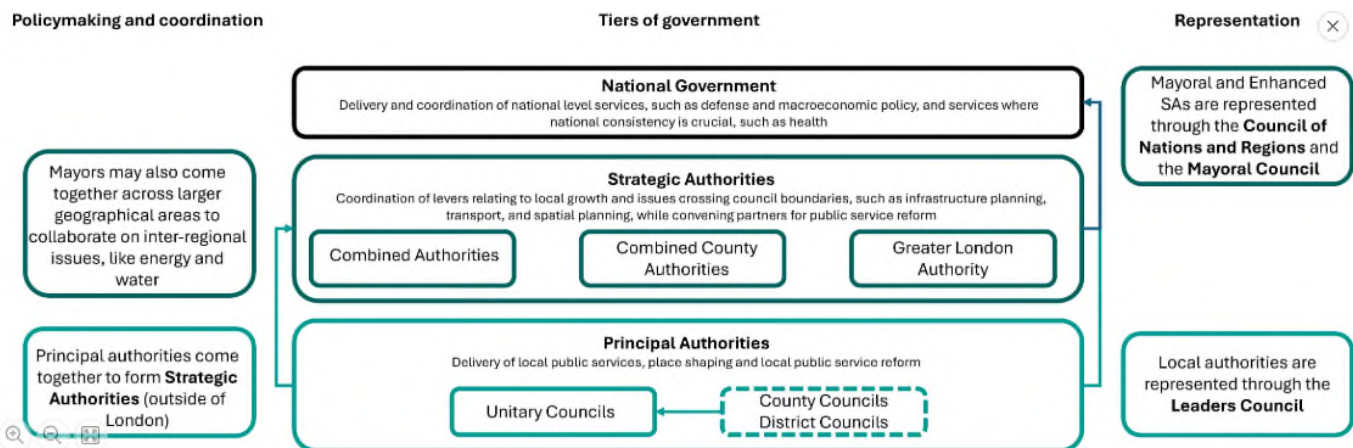 Policymaking and coordination
Tiers of government
Representation
National Government
Delivery and coordination of national level services, such as defense and macroeconomic policy, and services where
national consistency is crucial, such as health
Mayoral and Enhanced
SAs are represented
through the Council of
Nations and Regions and
the Mayoral Council
Mayors may also come
together across larger
geographical areas to
collaborate on inter-regional
issues, like energy and
water
Strategic Authorities
Coordination of levers relating to local growth and issues crossing council boundaries, such as infrastructure planning,
transport, and spatial planning, while convening partners for public service reform
Combined Authorities
Combined County
Authorities
Greater London
Authority
Principal authorities come
together to form Strategic
Authorities (outside of
London)
Principal Authorities
Delivery of local public services, place shaping and local public service reform
Unitary Councils
County Councils
District Councils
Local authorities are
represented through the
Leaders Council